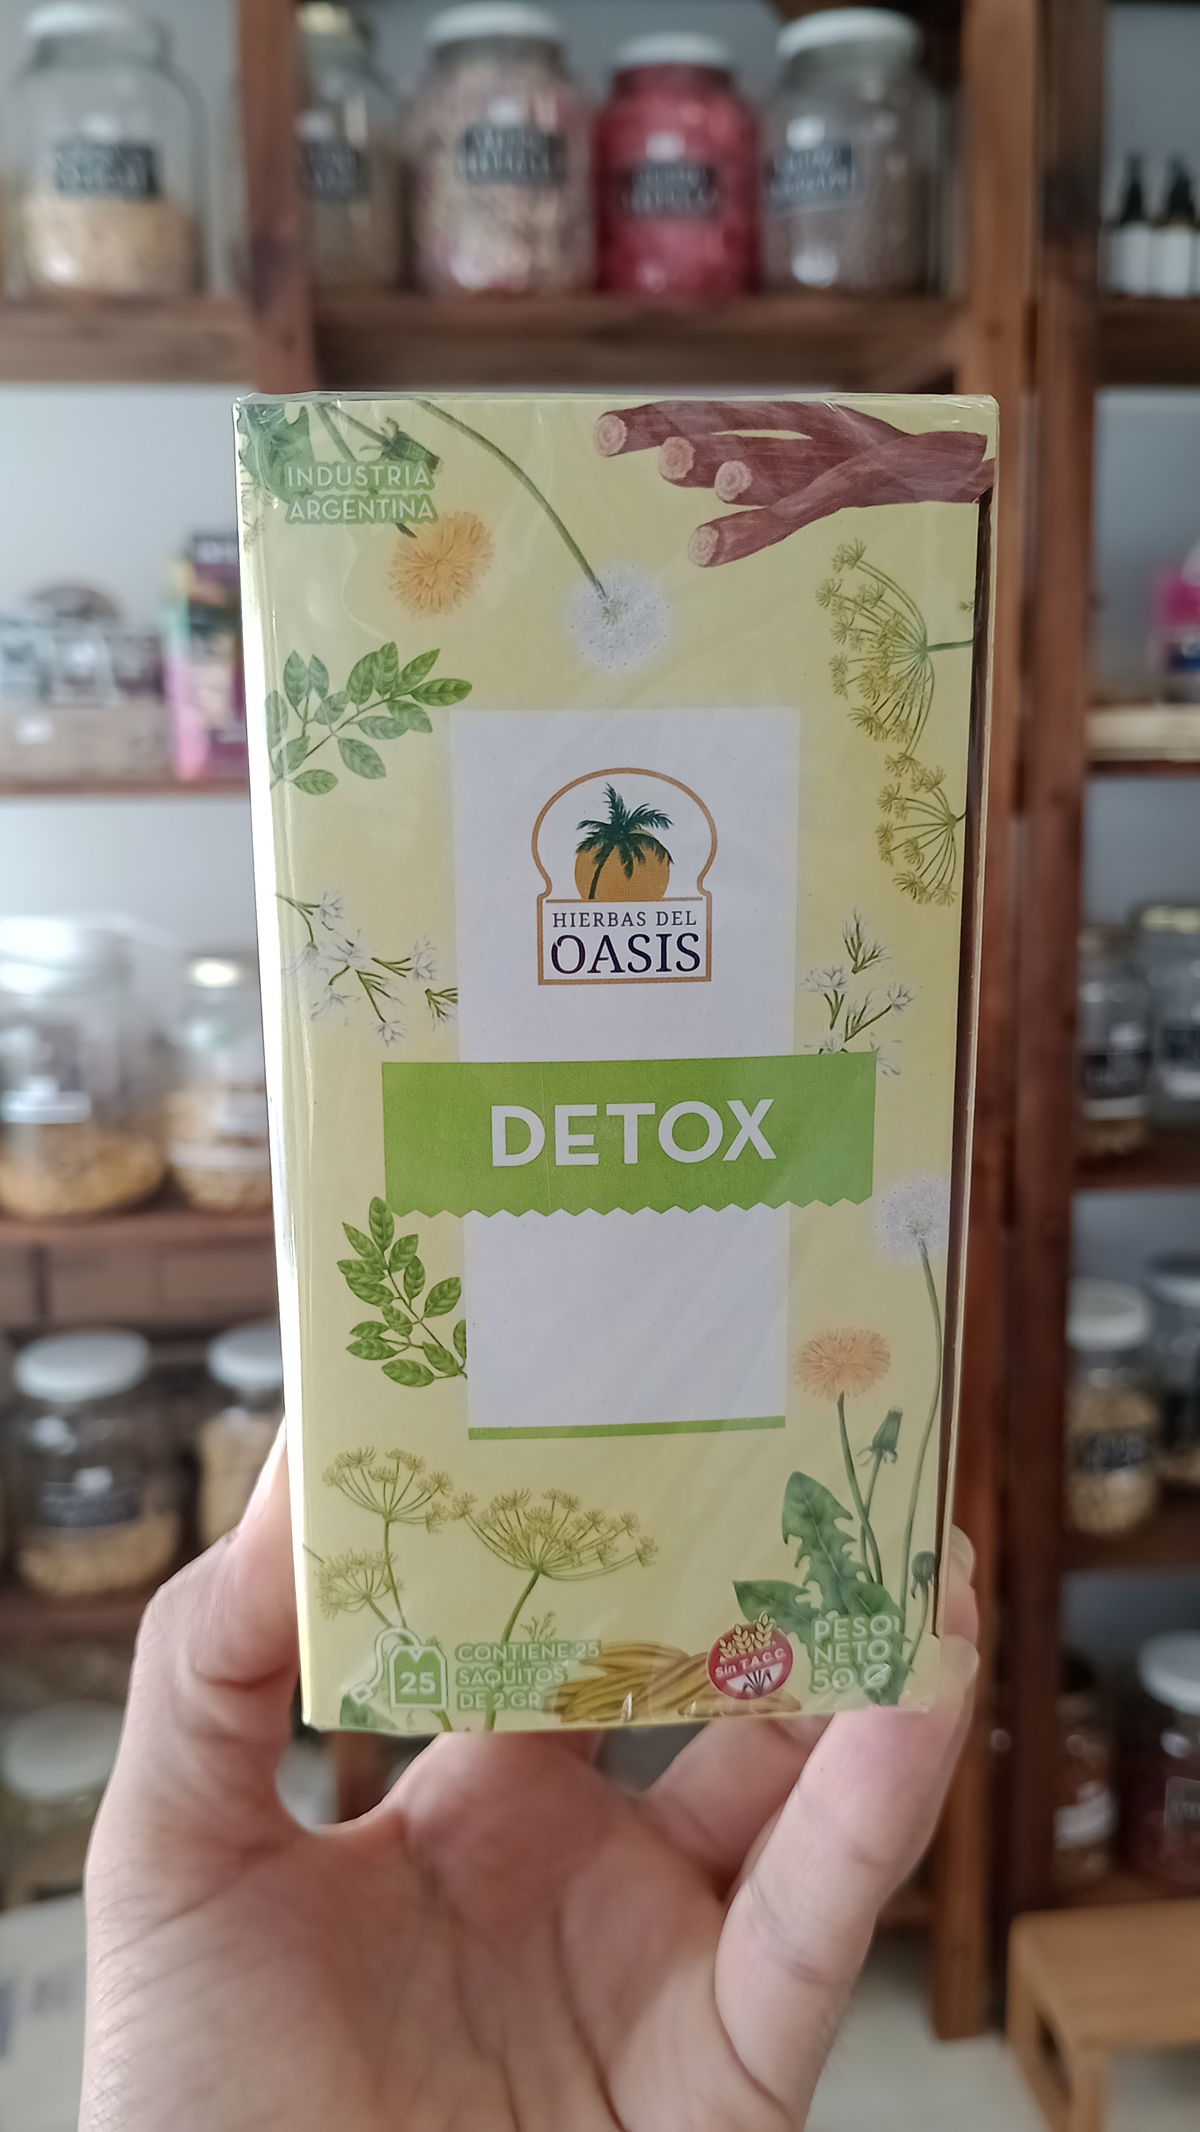 INDUSTRIA
ARGENTINA
HIERBAS DEL
OASIS
DETOX
25
CONTIENE 25
SAQUITOS
DE 2 GR
Sin T.A.C.C.
PESO
NETO
50